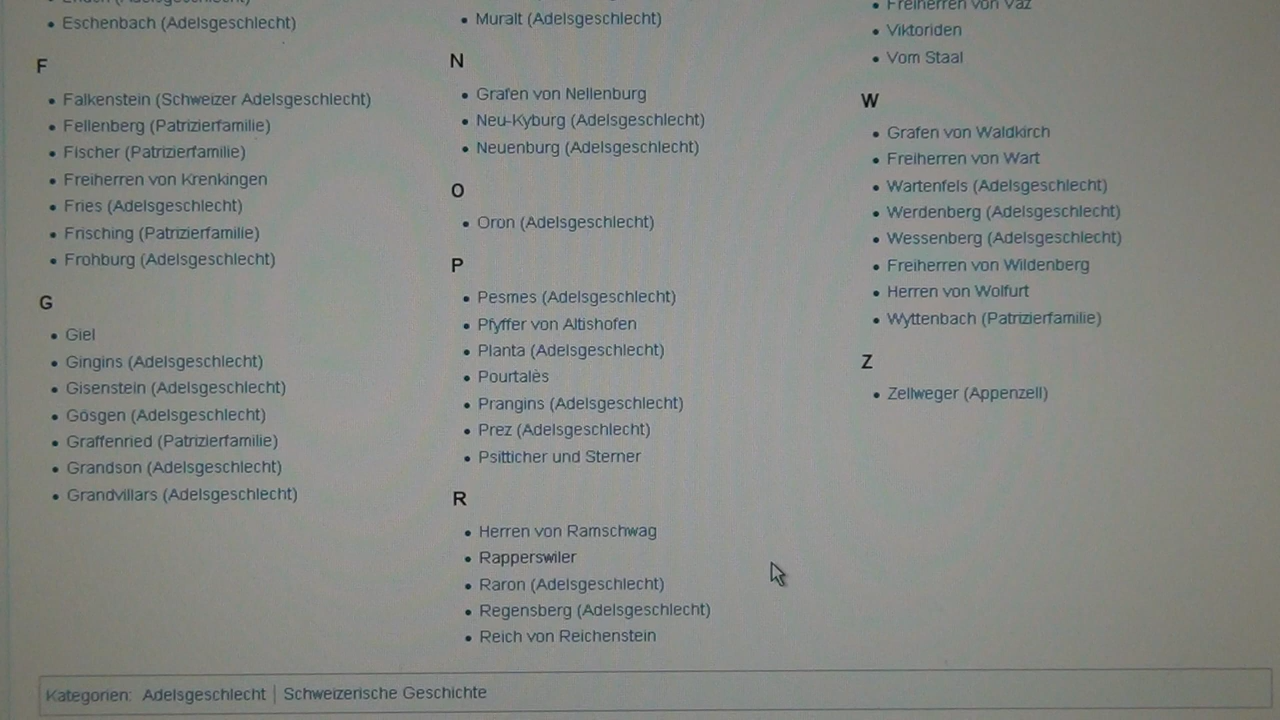 Eschenbach (Adelsgeschlecht)
F
Falkenstein (Schweizer Adelsgeschlecht)
Fellenberg (Patrizierfamilie)
Fischer (Patrizierfamilie)
Freiherren von Krenkingen
Fries (Adelsgeschlecht)
Frisching (Patrizierfamilie)
Frohburg (Adelsgeschlecht)
G
Giel
Gingins (Adelsgeschlecht)
Gisenstein (Adelsgeschlecht)
Gösgen (Adelsgeschlecht)
Graffenried (Patrizierfamilie)
Grandson (Adelsgeschlecht)
Grandvillars (Adelsgeschlecht)
Muralt (Adelsgeschlecht)
N
Grafen von Nellenburg
Neu-Kyburg (Adelsgeschlecht)
Neuenburg (Adelsgeschlecht)
O
Oron (Adelsgeschlecht)
P
Pesmes (Adelsgeschlecht)
Pfyffer von Altishofen
Planta (Adelsgeschlecht)
Pourtalès
Prangins (Adelsgeschlecht)
Prez (Adelsgeschlecht)
Psitticher und Sterner
R
Herren von Ramschwag
Rapperswiler
Raron (Adelsgeschlecht)
Regensberg (Adelsgeschlecht)
Reich von Reichenstein
Freiherren von Vaz
Viktoriden
Vom Staal
W
Grafen von Waldkirch
Freiherren von Wart
Wartenfels (Adelsgeschlecht)
Werdenberg (Adelsgeschlecht)
Wessenberg (Adelsgeschlecht)
Freiherren von Wildenberg
Herren von Wolfurt
Wyttenbach (Patrizierfamilie)
Z
Zellweger (Appenzell)
Kategorien: Adelsgeschlecht | Schweizerische Geschichte